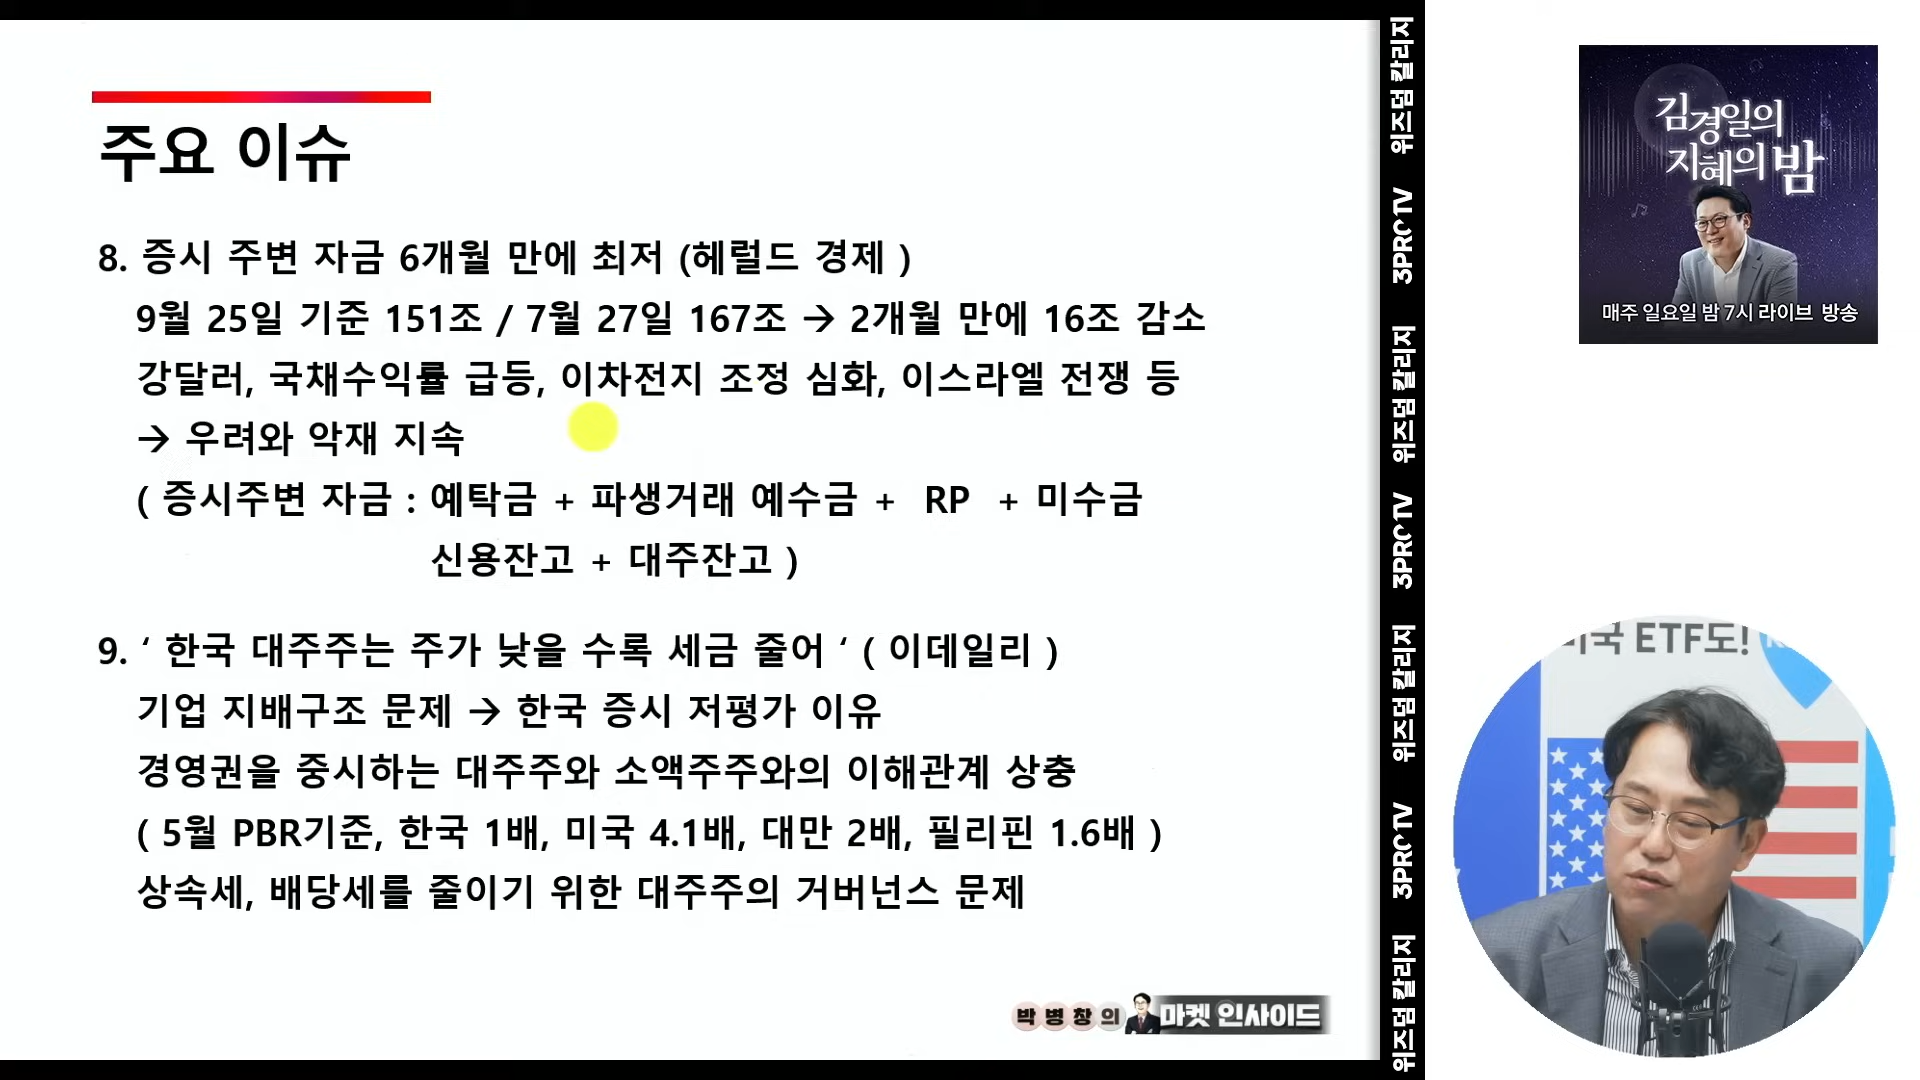 주요 이슈
8. 증시 주변 자금 6개월 만에 최저 (헤럴드 경제 )
9월 25일 기준 151조 / 7월 27일 167조 → 2개월 만에 16조 감소
강달러, 국채수익률 급등, 이차전지 조정 심화, 이스라엘 전쟁 등
→ 우려와 악재 지속
( 증시주변 자금 : 예탁금 + 파생거래 예수금 + RP + 미수금
신용잔고 + 대주잔고 )
9. ‘ 한국 대주주는 주가 낮을 수록 세금 줄어 ‘ ( 이데일리 )
기업 지배구조 문제 → 한국 증시 저평가 이유
경영권을 중시하는 대주주와 소액주주와의 이해관계 상충
( 5월 PBR기준, 한국 1배, 미국 4.1배, 대만 2배, 필리핀 1.6배 )
상속세, 배당세를 줄이기 위한 대주주의 거버넌스 문제
박병창의 마켓 인사이드
위즈덤 칼리지
3PROTV
위즈덤 칼리지
3PROTV
위즈덤 칼리지
3PROTV
위즈덤 칼리지
김경일의
지혜의 밤
매주 일요일 밤 7시 라이브 방송
미국 ETF도!